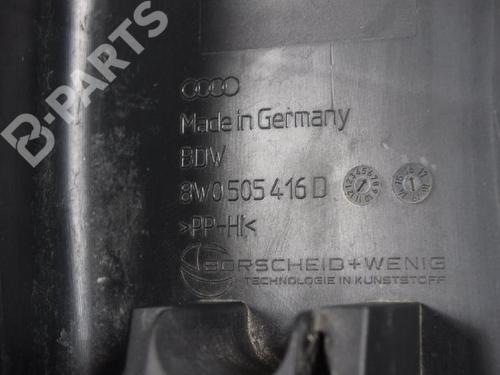 B-PARTS
Made in Germany
BDW
8W0 505 416 D
>PP-HI<
BORSCHEID+WENIG
TECHNOLOGIE IN KUNSTSTOFF